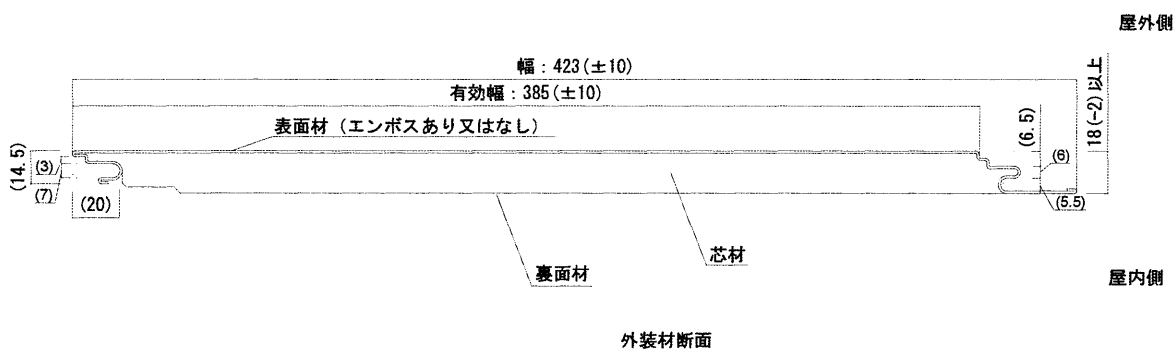 屋外側
幅：423(±10)
有効幅：385(±10)
表面材（エンボスあり又はなし）
(14.5)
(3)
(7)
(20)
(6.5)
18(-2)以上
(6)
(5.5)
芯材
裏面材
屋内側
外装材断面